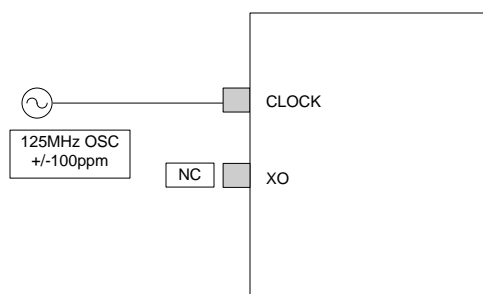 CLOCK
125MHz OSC
+/-100ppm
NC
XO